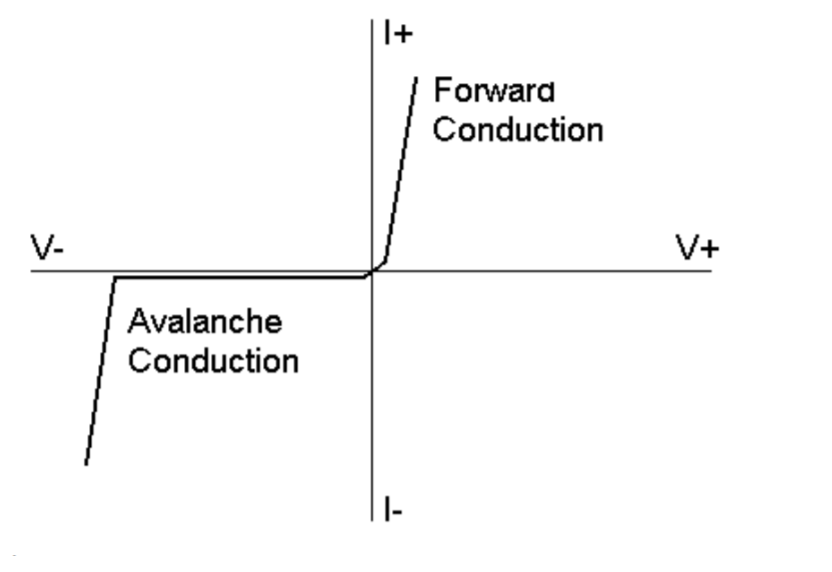 I+
Forward
Conduction
V-
V+
Avalanche
Conduction
I-